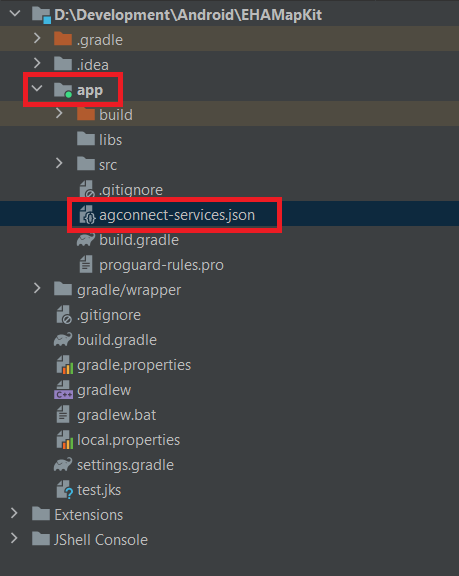 D:\Development\Android\EHAMapKit
.gradle
.idea
app
build
libs
src
.gitignore
agconnect-services.json
build.gradle
proguard-rules.pro
gradle/wrapper
.gitignore
build.gradle
gradle.properties
gradlew
gradlew.bat
local.properties
settings.gradle
test.jks
Extensions
JShell Console